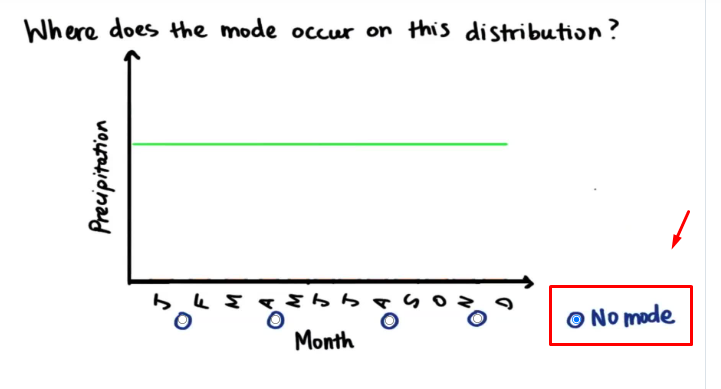 Where does the mode occur on this distribution?
Precipitation
J F M A M J J A S O N D
Month
No mode